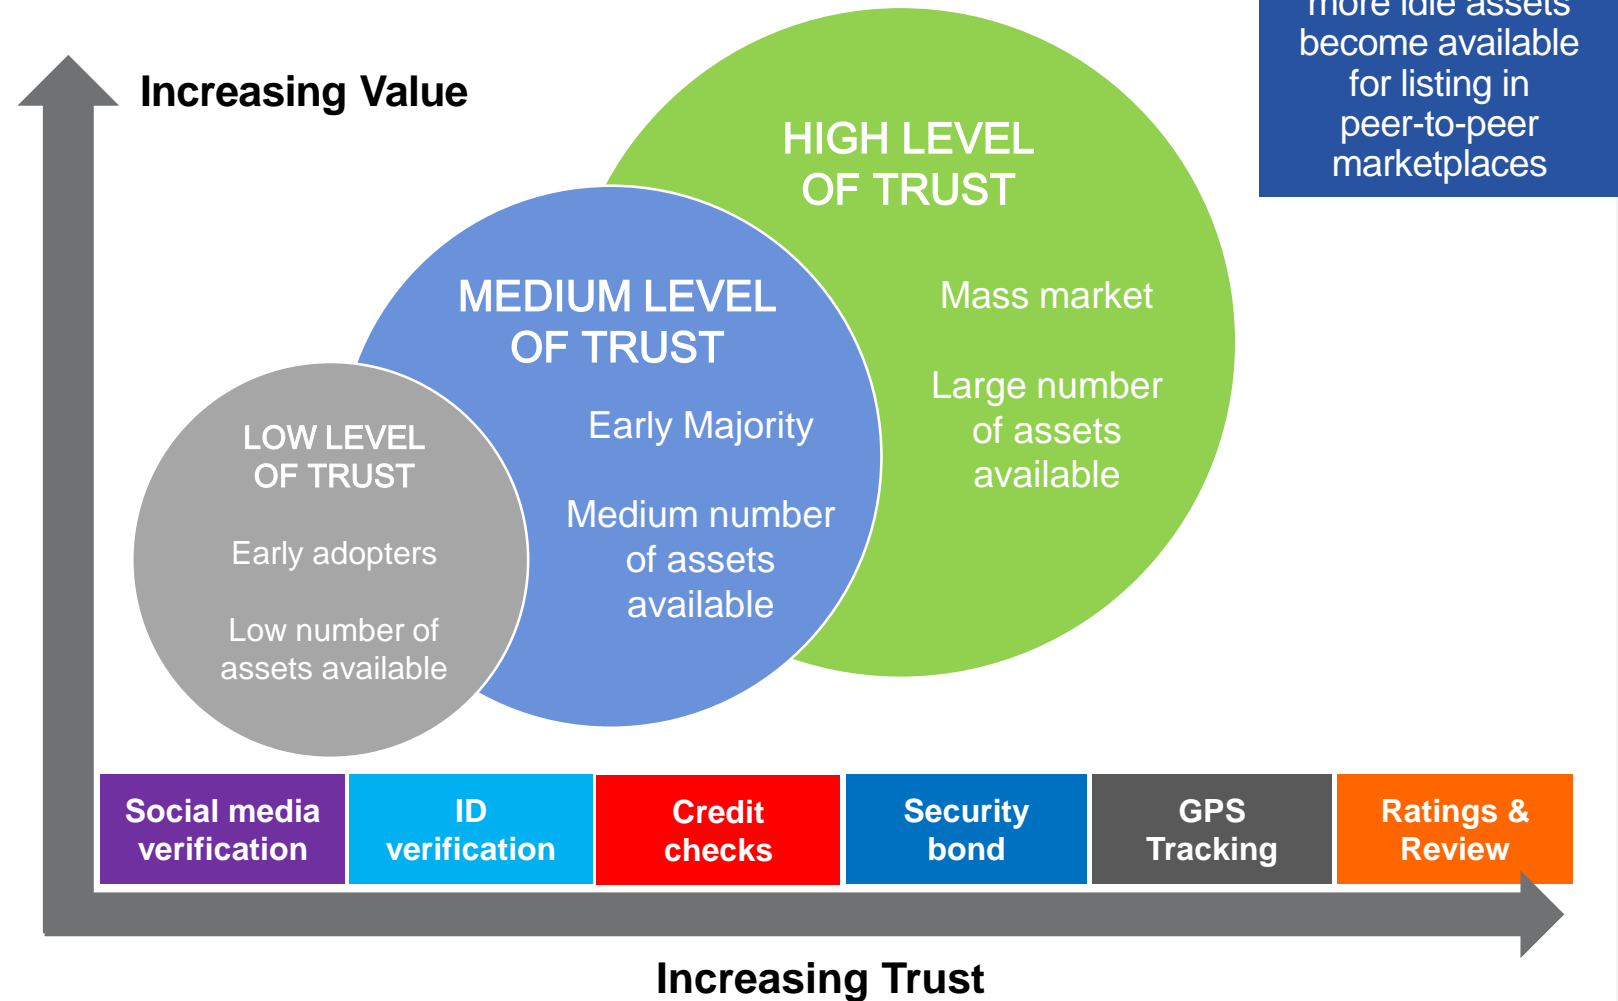 more idle assets
become available
for listing in
peer-to-peer
marketplaces
Increasing Value
HIGH LEVEL
OF TRUST
Mass market
Large number
of assets
available
MEDIUM LEVEL
OF TRUST
Early Majority
Medium number
of assets
available
LOW LEVEL
OF TRUST
Early adopters
Low number of
assets available
Social media
verification
ID
verification
Credit
checks
Security
bond
GPS
Tracking
Ratings &
Review
Increasing Trust